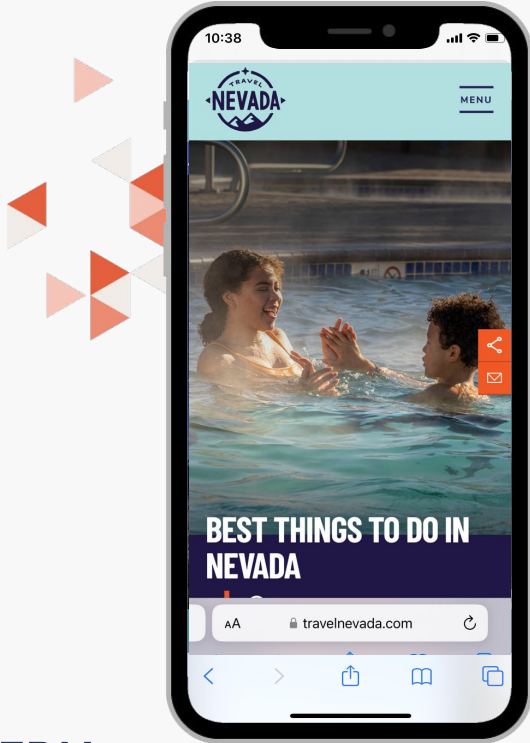 10:38
TRAVEL
NEVADA
MENU
BEST THINGS TO DO IN
NEVADA
AA
travelnevada.com